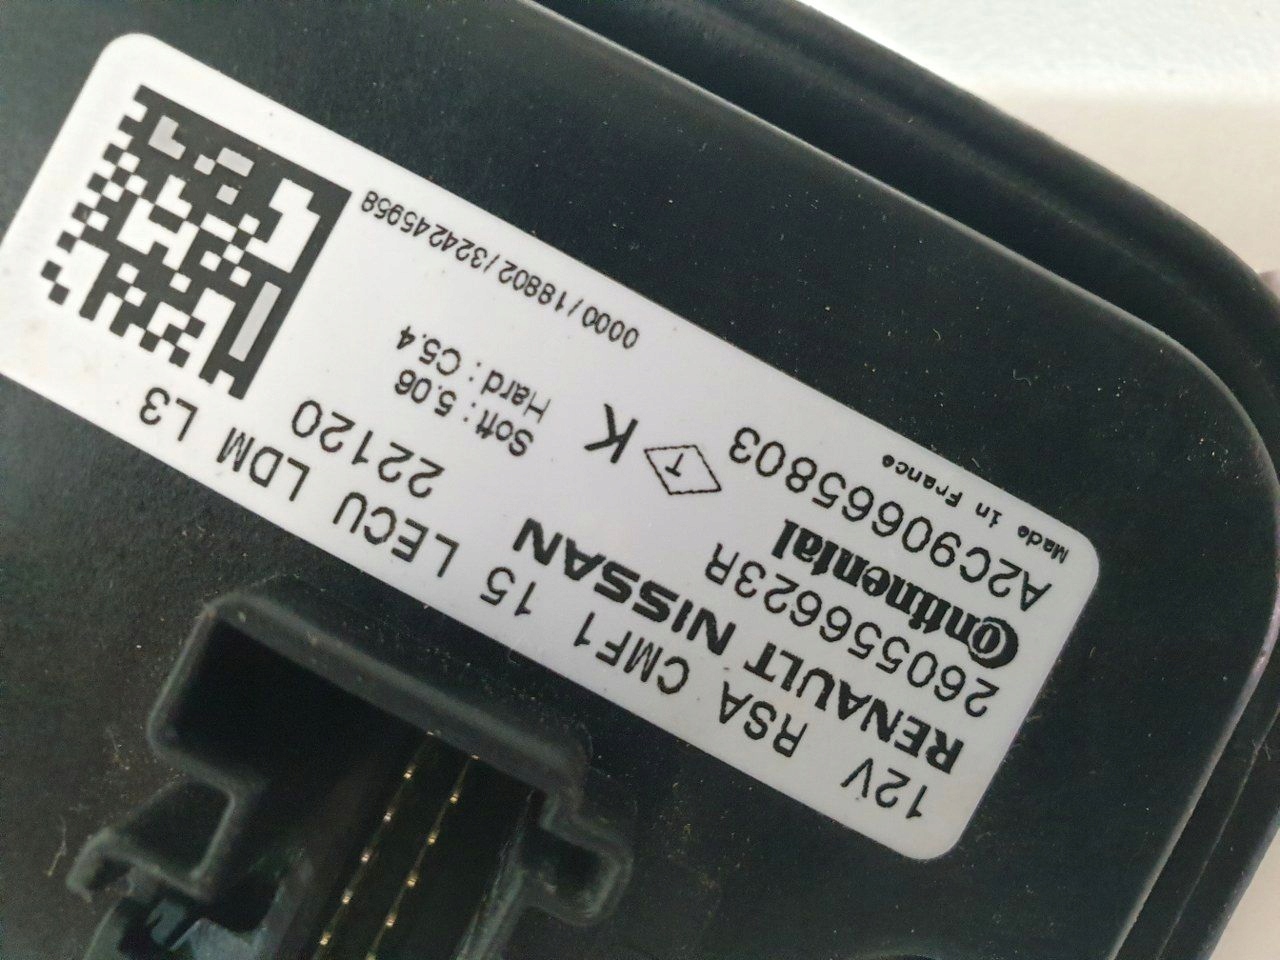 12V RSA CMF1 15 LECU LDM L3
RENAULT NISSAN 22120
260556623R Soft : 5.06
Continental T K Hard : C5.4
A2C90665803
Made in France 0000/18802/324245958